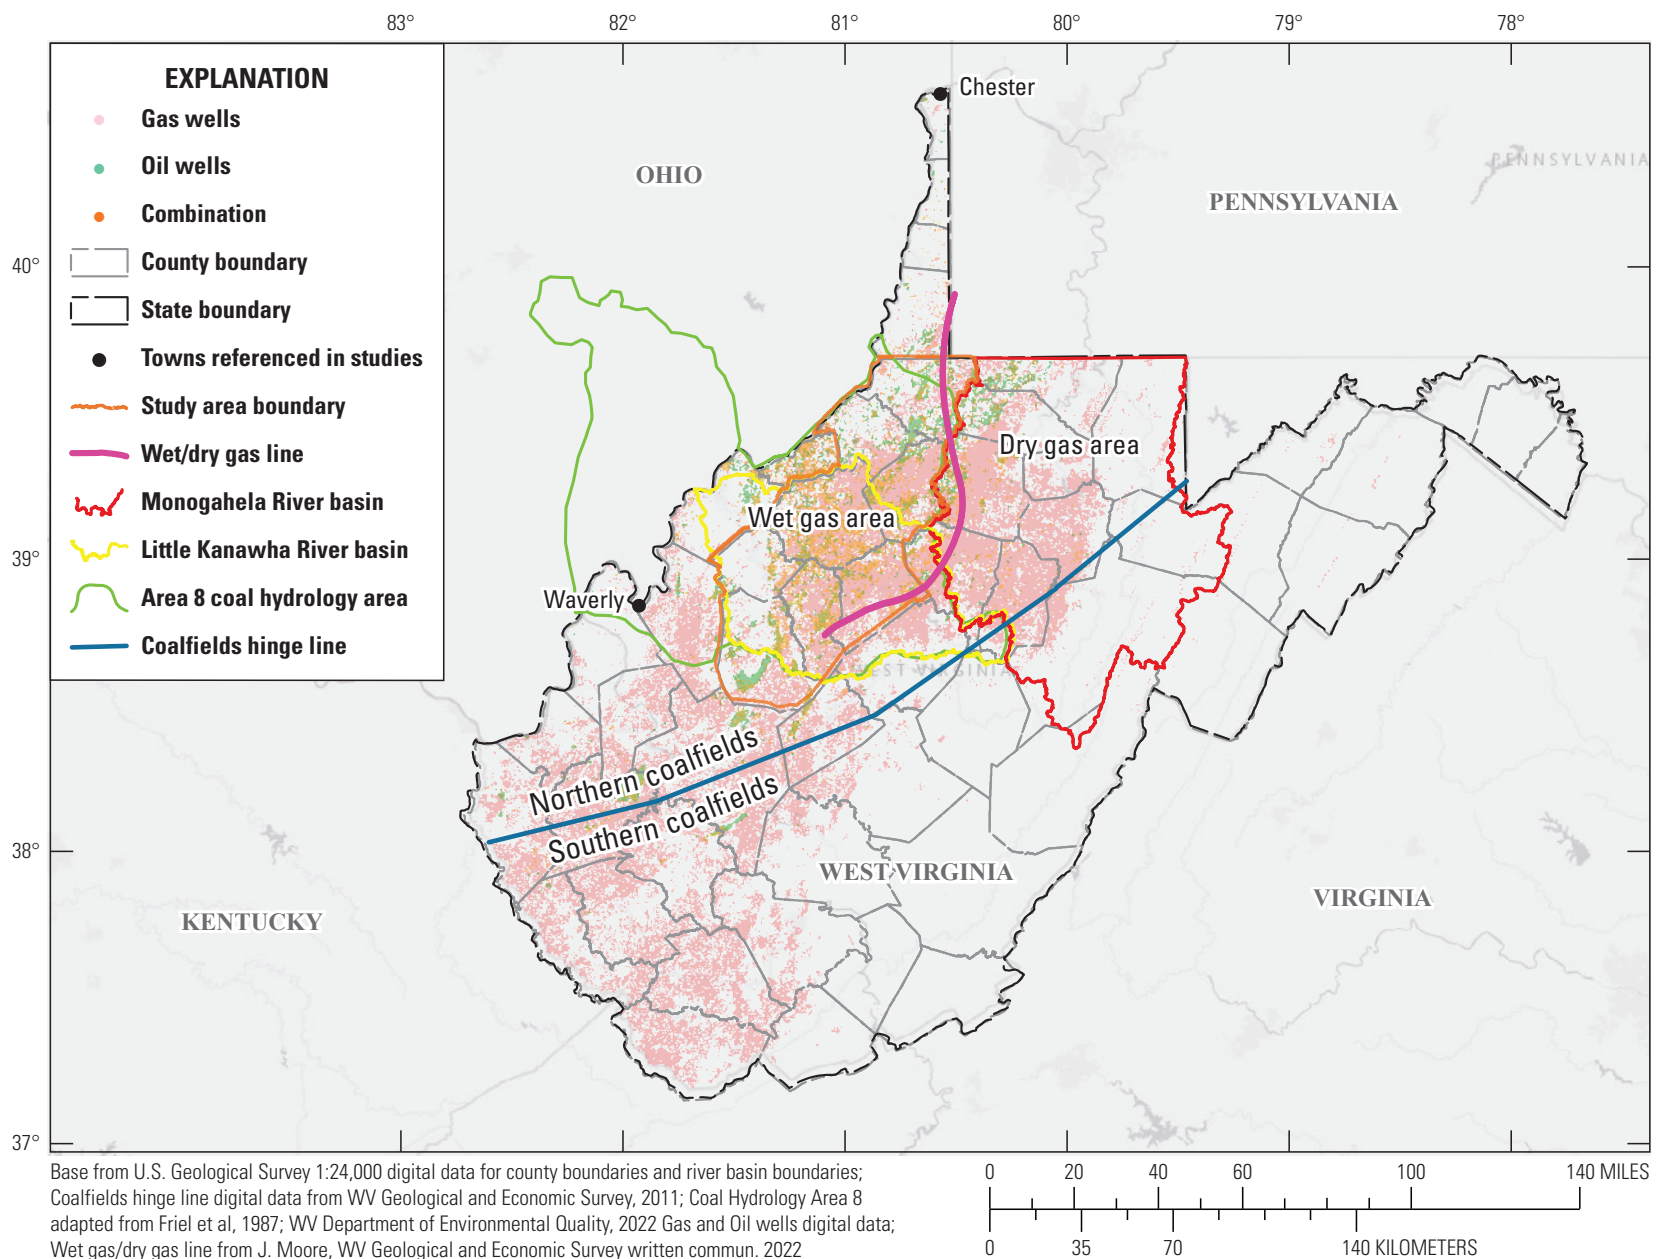 83° 82° 81° 80° 79° 78°
EXPLANATION
Gas wells
Oil wells
Combination
County boundary
State boundary
Towns referenced in studies
Study area boundary
Wet/dry gas line
Monogahela River basin
Little Kanawha River basin
Area 8 coal hydrology area
Coalfields hinge line
Chester
OHIO
PENNSYLVANIA
PENNSYLVANIA
40°
Dry gas area
Wet gas area
39°
Waverly
WEST VIRGINIA
Northern coalfields
Southern coalfields
38°
WEST VIRGINIA
VIRGINIA
KENTUCKY
37°
Base from U.S. Geological Survey 1:24,000 digital data for county boundaries and river basin boundaries;
Coalfields hinge line digital data from WV Geological and Economic Survey, 2011; Coal Hydrology Area 8
adapted from Friel et al, 1987; WV Department of Environmental Quality, 2022 Gas and Oil wells digital data;
Wet gas/dry gas line from J. Moore, WV Geological and Economic Survey written commun. 2022
0 20 40 60 100 140 MILES
0 35 70 140 KILOMETERS